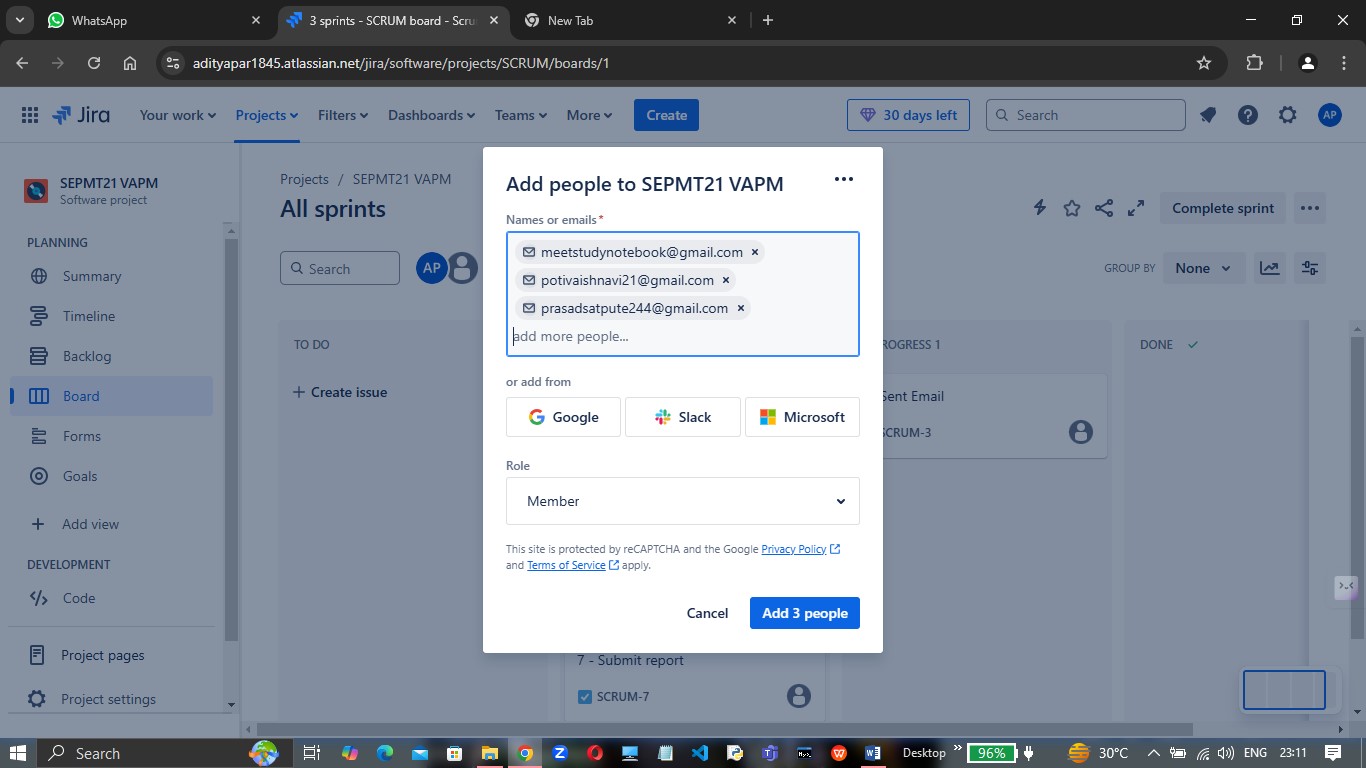 WhatsApp
3 sprints - SCRUM board - Scru
New Tab
adityapar1845.atlassian.net/jira/software/projects/SCRUM/boards/1
Jira
Your work
Projects
Filters
Dashboards
Teams
More
Create
30 days left
Search
AP
SEPMT21 VAPM
Software project
PLANNING
Summary
Timeline
Backlog
Board
Forms
Goals
Add view
DEVELOPMENT
Code
Project pages
Project settings
Projects / SEPMT21 VAPM
All sprints
Complete sprint
Search
AP
GROUP BY
None
TO DO
Create issue
ROGRESS 1
Sent Email
SCRUM-3
DONE
7 - Submit report
SCRUM-7
Add people to SEPMT21 VAPM
Names or emails*
meetstudynotebook@gmail.com
potivaishnavi21@gmail.com
prasadsatpute244@gmail.com
add more people...
or add from
Google
Slack
Microsoft
Role
Member
This site is protected by reCAPTCHA and the Google Privacy Policy
and Terms of Service apply.
Cancel
Add 3 people
Search
Desktop
96%
30°C
ENG
23:11